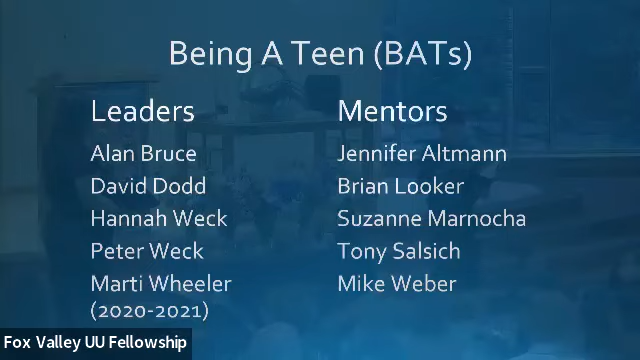 Being A Teen (BATs)
Leaders
Alan Bruce
David Dodd
Hannah Weck
Peter Weck
Marti Wheeler
(2020-2021)
Mentors
Jennifer Altmann
Brian Looker
Suzanne Marnocha
Tony Salsich
Mike Weber
Fox Valley UU Fellowship